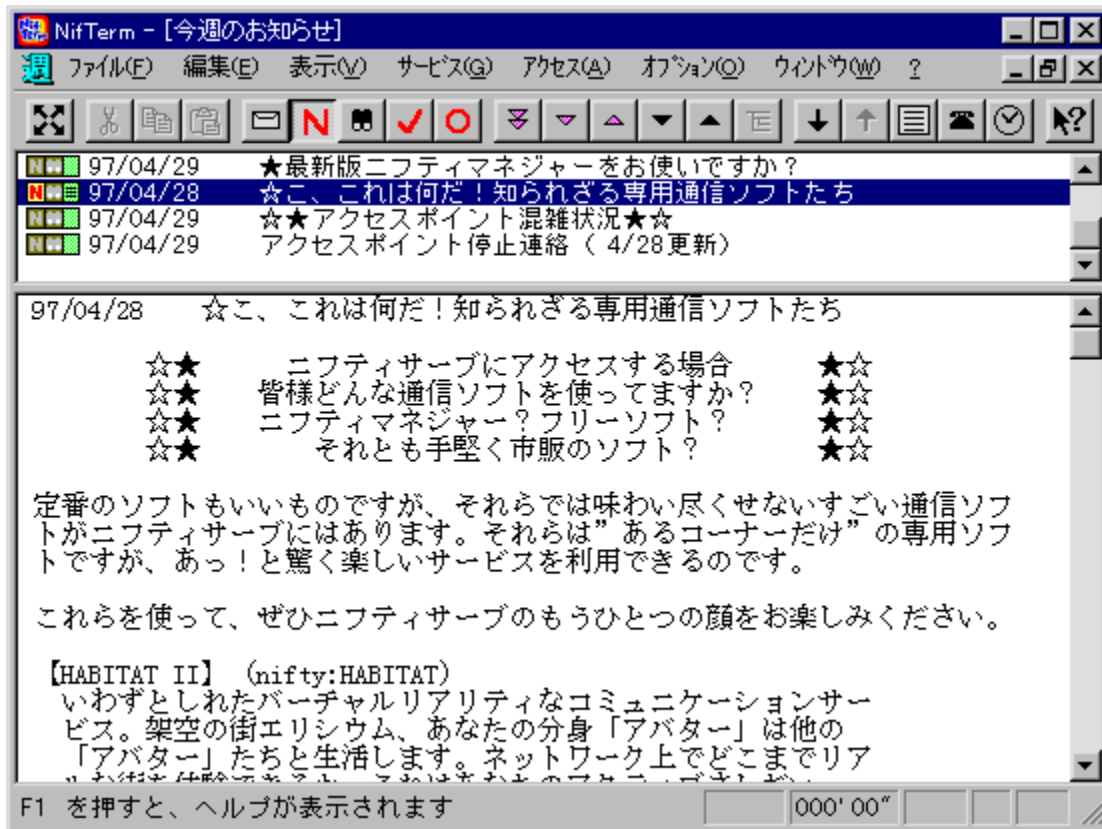 NifTerm - [今週のお知らせ]
週 ファイル(F) 編集(E) 表示(V) サービス(G) アクセス(A) オプション(O) ウィンドウ(W) ?
97/04/29 ★最新版ニフティマネジャーをお使いですか？
97/04/28 ☆こ、これは何だ！知られざる専用通信ソフトたち
97/04/29 ☆★アクセスポイント混雑状況★☆
97/04/29 アクセスポイント停止連絡（ 4/28更新）
97/04/28 ☆こ、これは何だ！知られざる専用通信ソフトたち
☆★ ニフティサーブにアクセスする場合 ★☆
☆★ 皆様どんな通信ソフトを使ってますか？ ★☆
☆★ ニフティマネジャー？フリーソフト？ ★☆
☆★ それとも手堅く市販のソフト？ ★☆
定番のソフトもいいものですが、それらでは味わい尽くせないすごい通信ソフ
トがニフティサーブにはあります。それらは”あるコーナーだけ”の専用ソフ
トですが、あっ！と驚く楽しいサービスを利用できるのです。
これらを使って、ぜひニフティサーブのもうひとつの顔をお楽しみください。
【HABITAT II】 (nifty:HABITAT)
いわずとしれたバーチャルリアリティなコミュニケーションサー
ビス。架空の街エリシウム、あなたの分身「アバター」は他の
「アバター」たちと生活します。ネットワーク上でどこまでリア
F1 を押すと、ヘルプが表示されます 000'00"